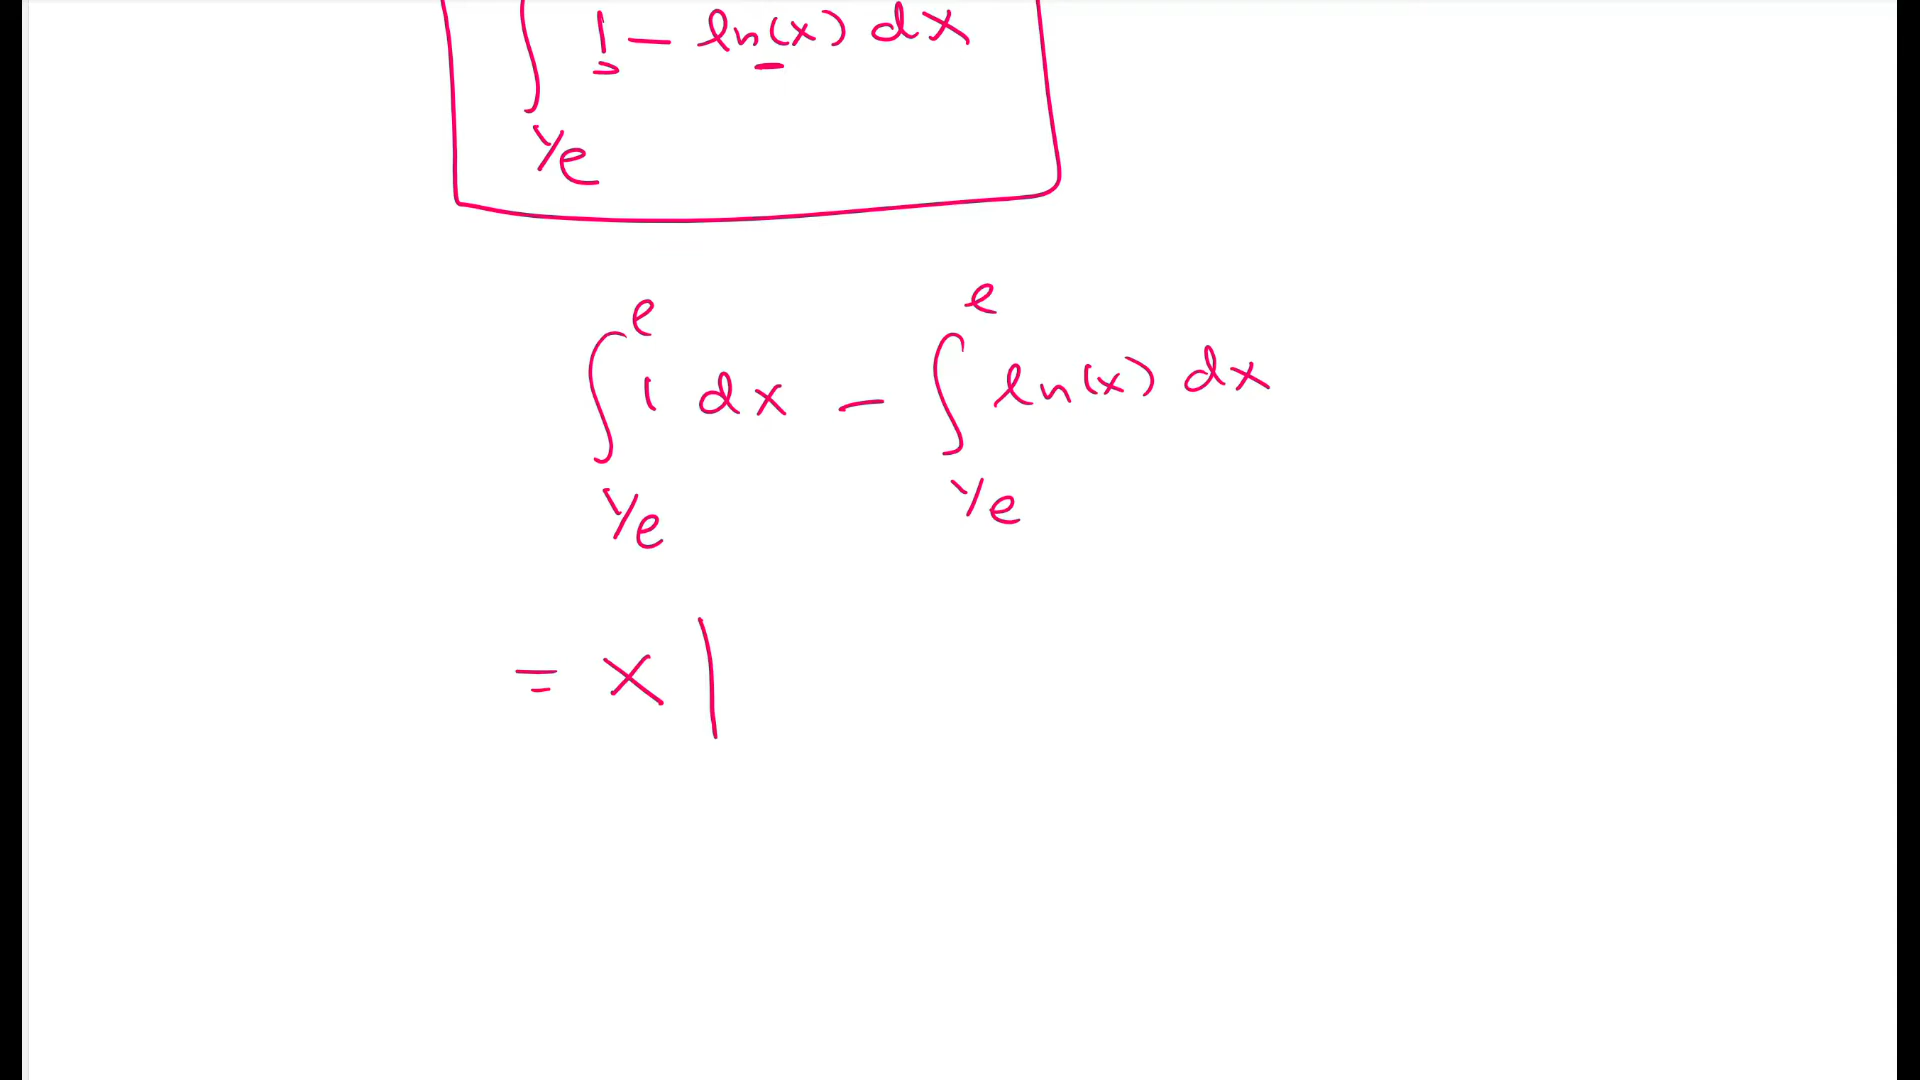 ∫ 1 - ln(x) dx
1/e
e e
∫ 1 dx - ∫ ln(x) dx
1/e 1/e
= x |